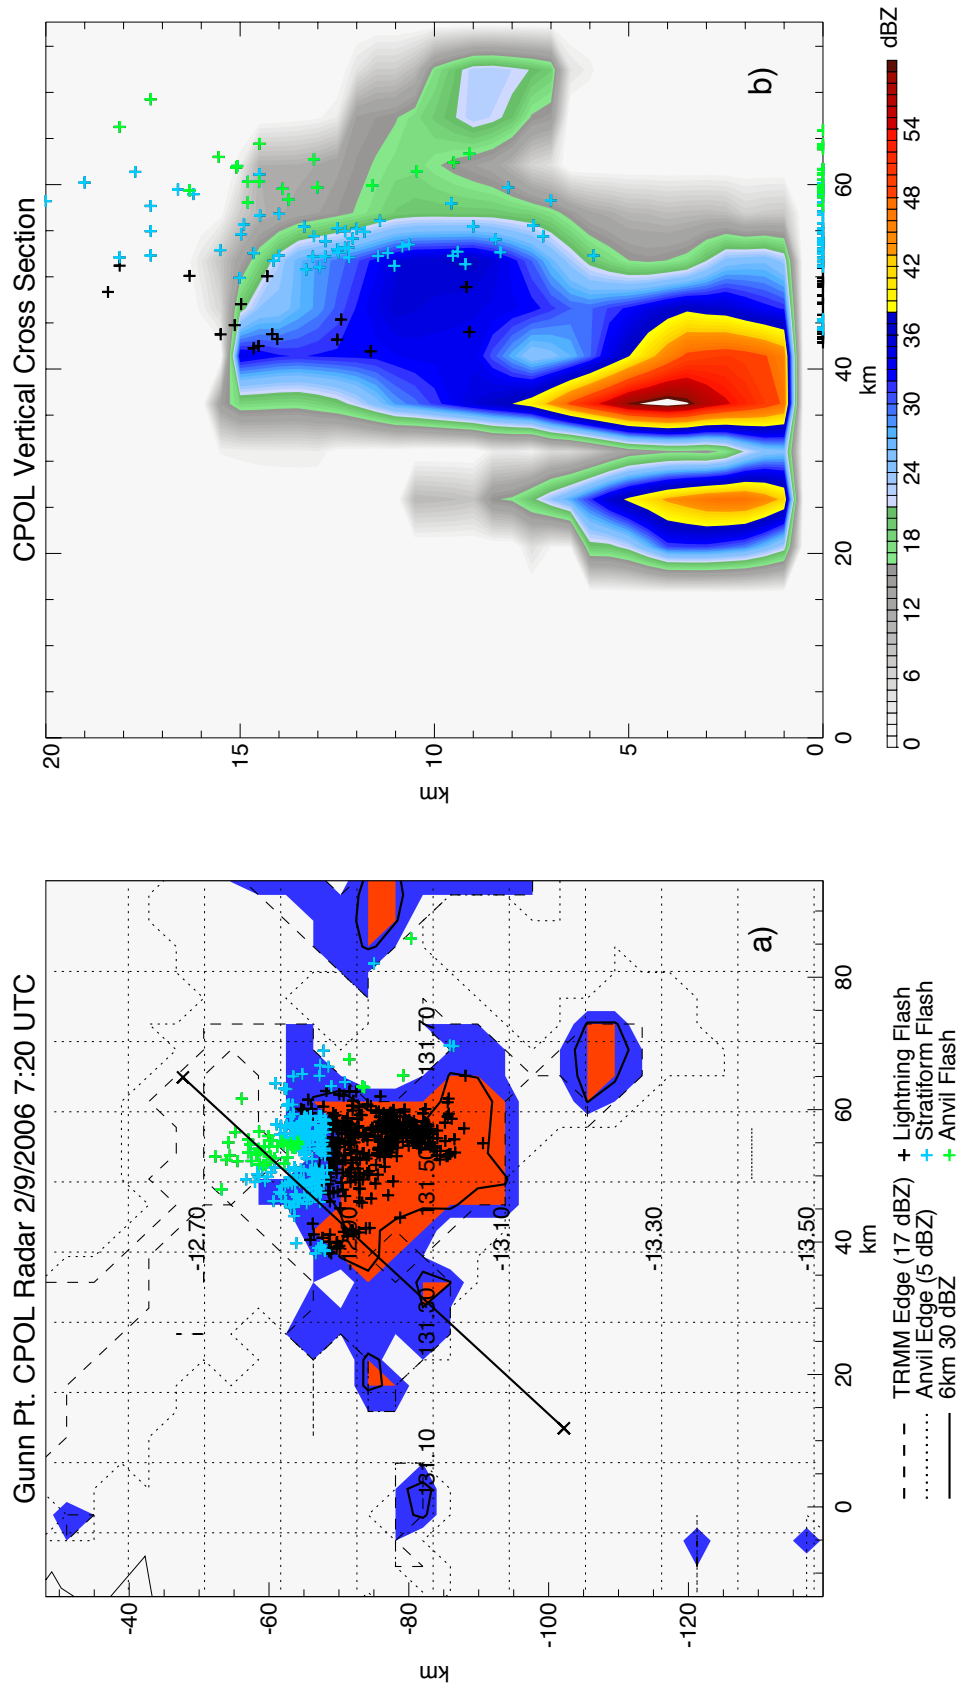 Gunn Pt. CPOL Radar 2/9/2006 7:20 UTC
-40
-60
-80
-100
-120
km
0
20
40
60
80
km
-12.70
-12.90
-13.10
-13.30
-13.50
131.10
131.30
131.50
131.70
a)
TRMM Edge (17 dBZ)
Anvil Edge (5 dBZ)
6km 30 dBZ
+ Lightning Flash
+ Stratiform Flash
+ Anvil Flash
CPOL Vertical Cross Section
20
15
10
5
0
km
0
20
40
60
km
b)
0
6
12
18
24
30
36
42
48
54
dBZ